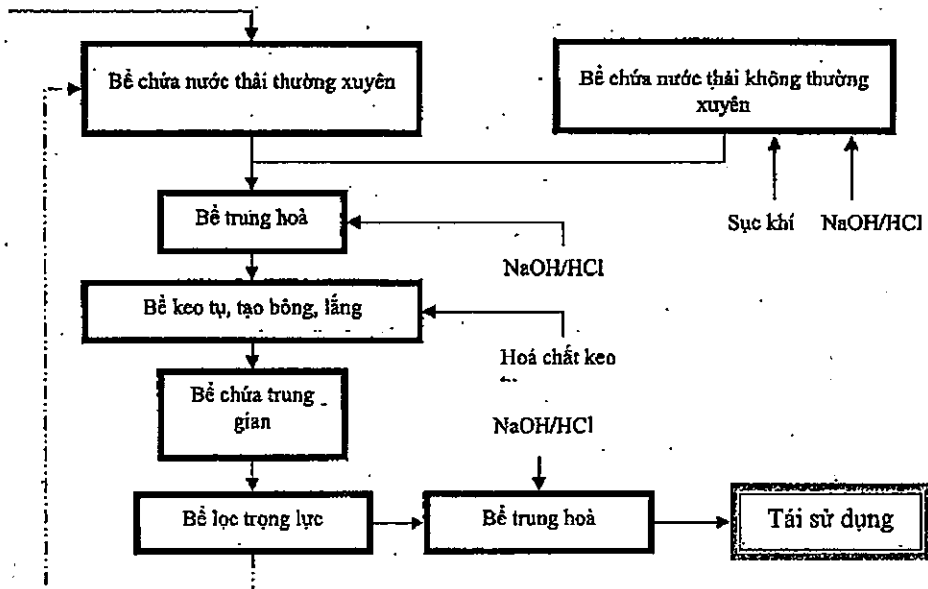 Bể chứa nước thải thường xuyên
Bể chứa nước thải không thường
xuyên
Bể trung hoà
Sục khí
NaOH/HCl
NaOH/HCl
Bể keo tụ, tạo bông, lắng
Hoá chất keo
Bể chứa trung
gian
NaOH/HCl
Bể lọc trọng lực
Bể trung hoà
Tái sử dụng